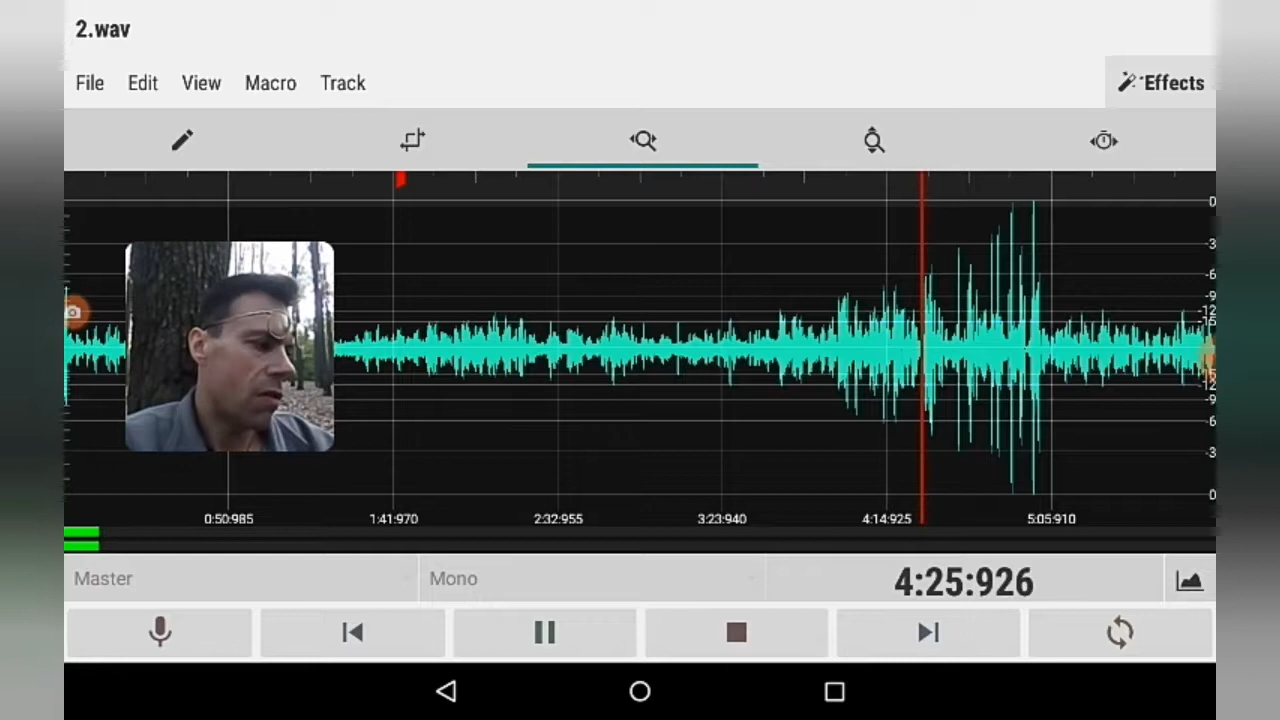 2.wav
File Edit View Macro Track Effects
0
-3
-6
-9
-12
-15
-12
-9
-6
-3
0
0:50:985 1:41:970 2:32:955 3:23:940 4:14:925 5:05:910
Master Mono 4:25:926